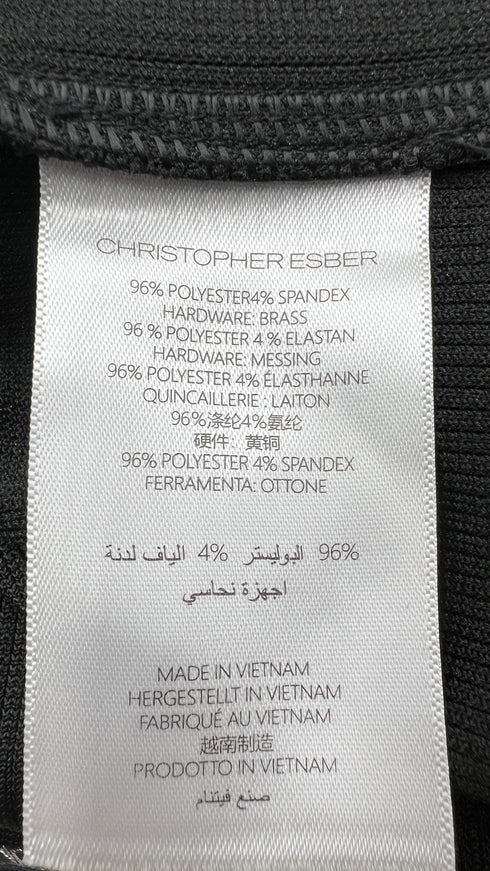 CHRISTOPHER ESBER
96% POLYESTER4% SPANDEX
HARDWARE: BRASS
96 % POLYESTER 4 % ELASTAN
HARDWARE: MESSING
96% POLYESTER 4% ÉLASTHANNE
QUINCAILLERIE : LAITON
96%涤纶4%氨纶
硬件: 黄铜
96% POLYESTER 4% SPANDEX
FERRAMENTA: OTTONE
96% البوليستر 4% الياف لدنة
اجهزة نحاسي
MADE IN VIETNAM
HERGESTELLT IN VIETNAM
FABRIQUÉ AU VIETNAM
越南制造
PRODOTTO IN VIETNAM
صنع فيتنام